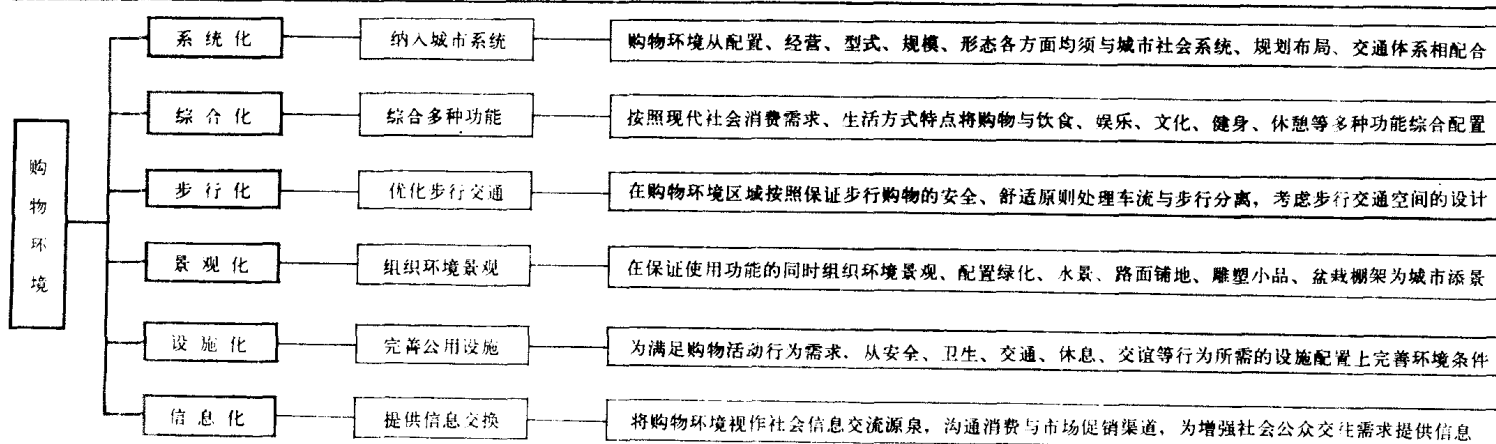 购物环境
系统化 纳入城市系统 购物环境从配置、经营、型式、规模、形态各方面均须与城市社会系统、规划布局、交通体系相配合
综合化 综合多种功能 按照现代社会消费需求、生活方式特点将购物与饮食、娱乐、文化、健身、休憩等多种功能综合配置
步行化 优化步行交通 在购物环境区域按照保证步行购物的安全、舒适原则处理车流与步行分离，考虑步行交通空间的设计
景观化 组织环境景观 在保证使用功能的同时组织环境景观、配置绿化、水景、路面铺地、雕塑小品、盆栽棚架为城市添景
设施化 完善公用设施 为满足购物活动行为需求，从安全、卫生、交通、休息、交谊等行为所需的设施配置上完善环境条件
信息化 提供信息交换 将购物环境视作社会信息交流源泉，沟通消费与市场促销渠道，为增强社会公众交往需求提供信息